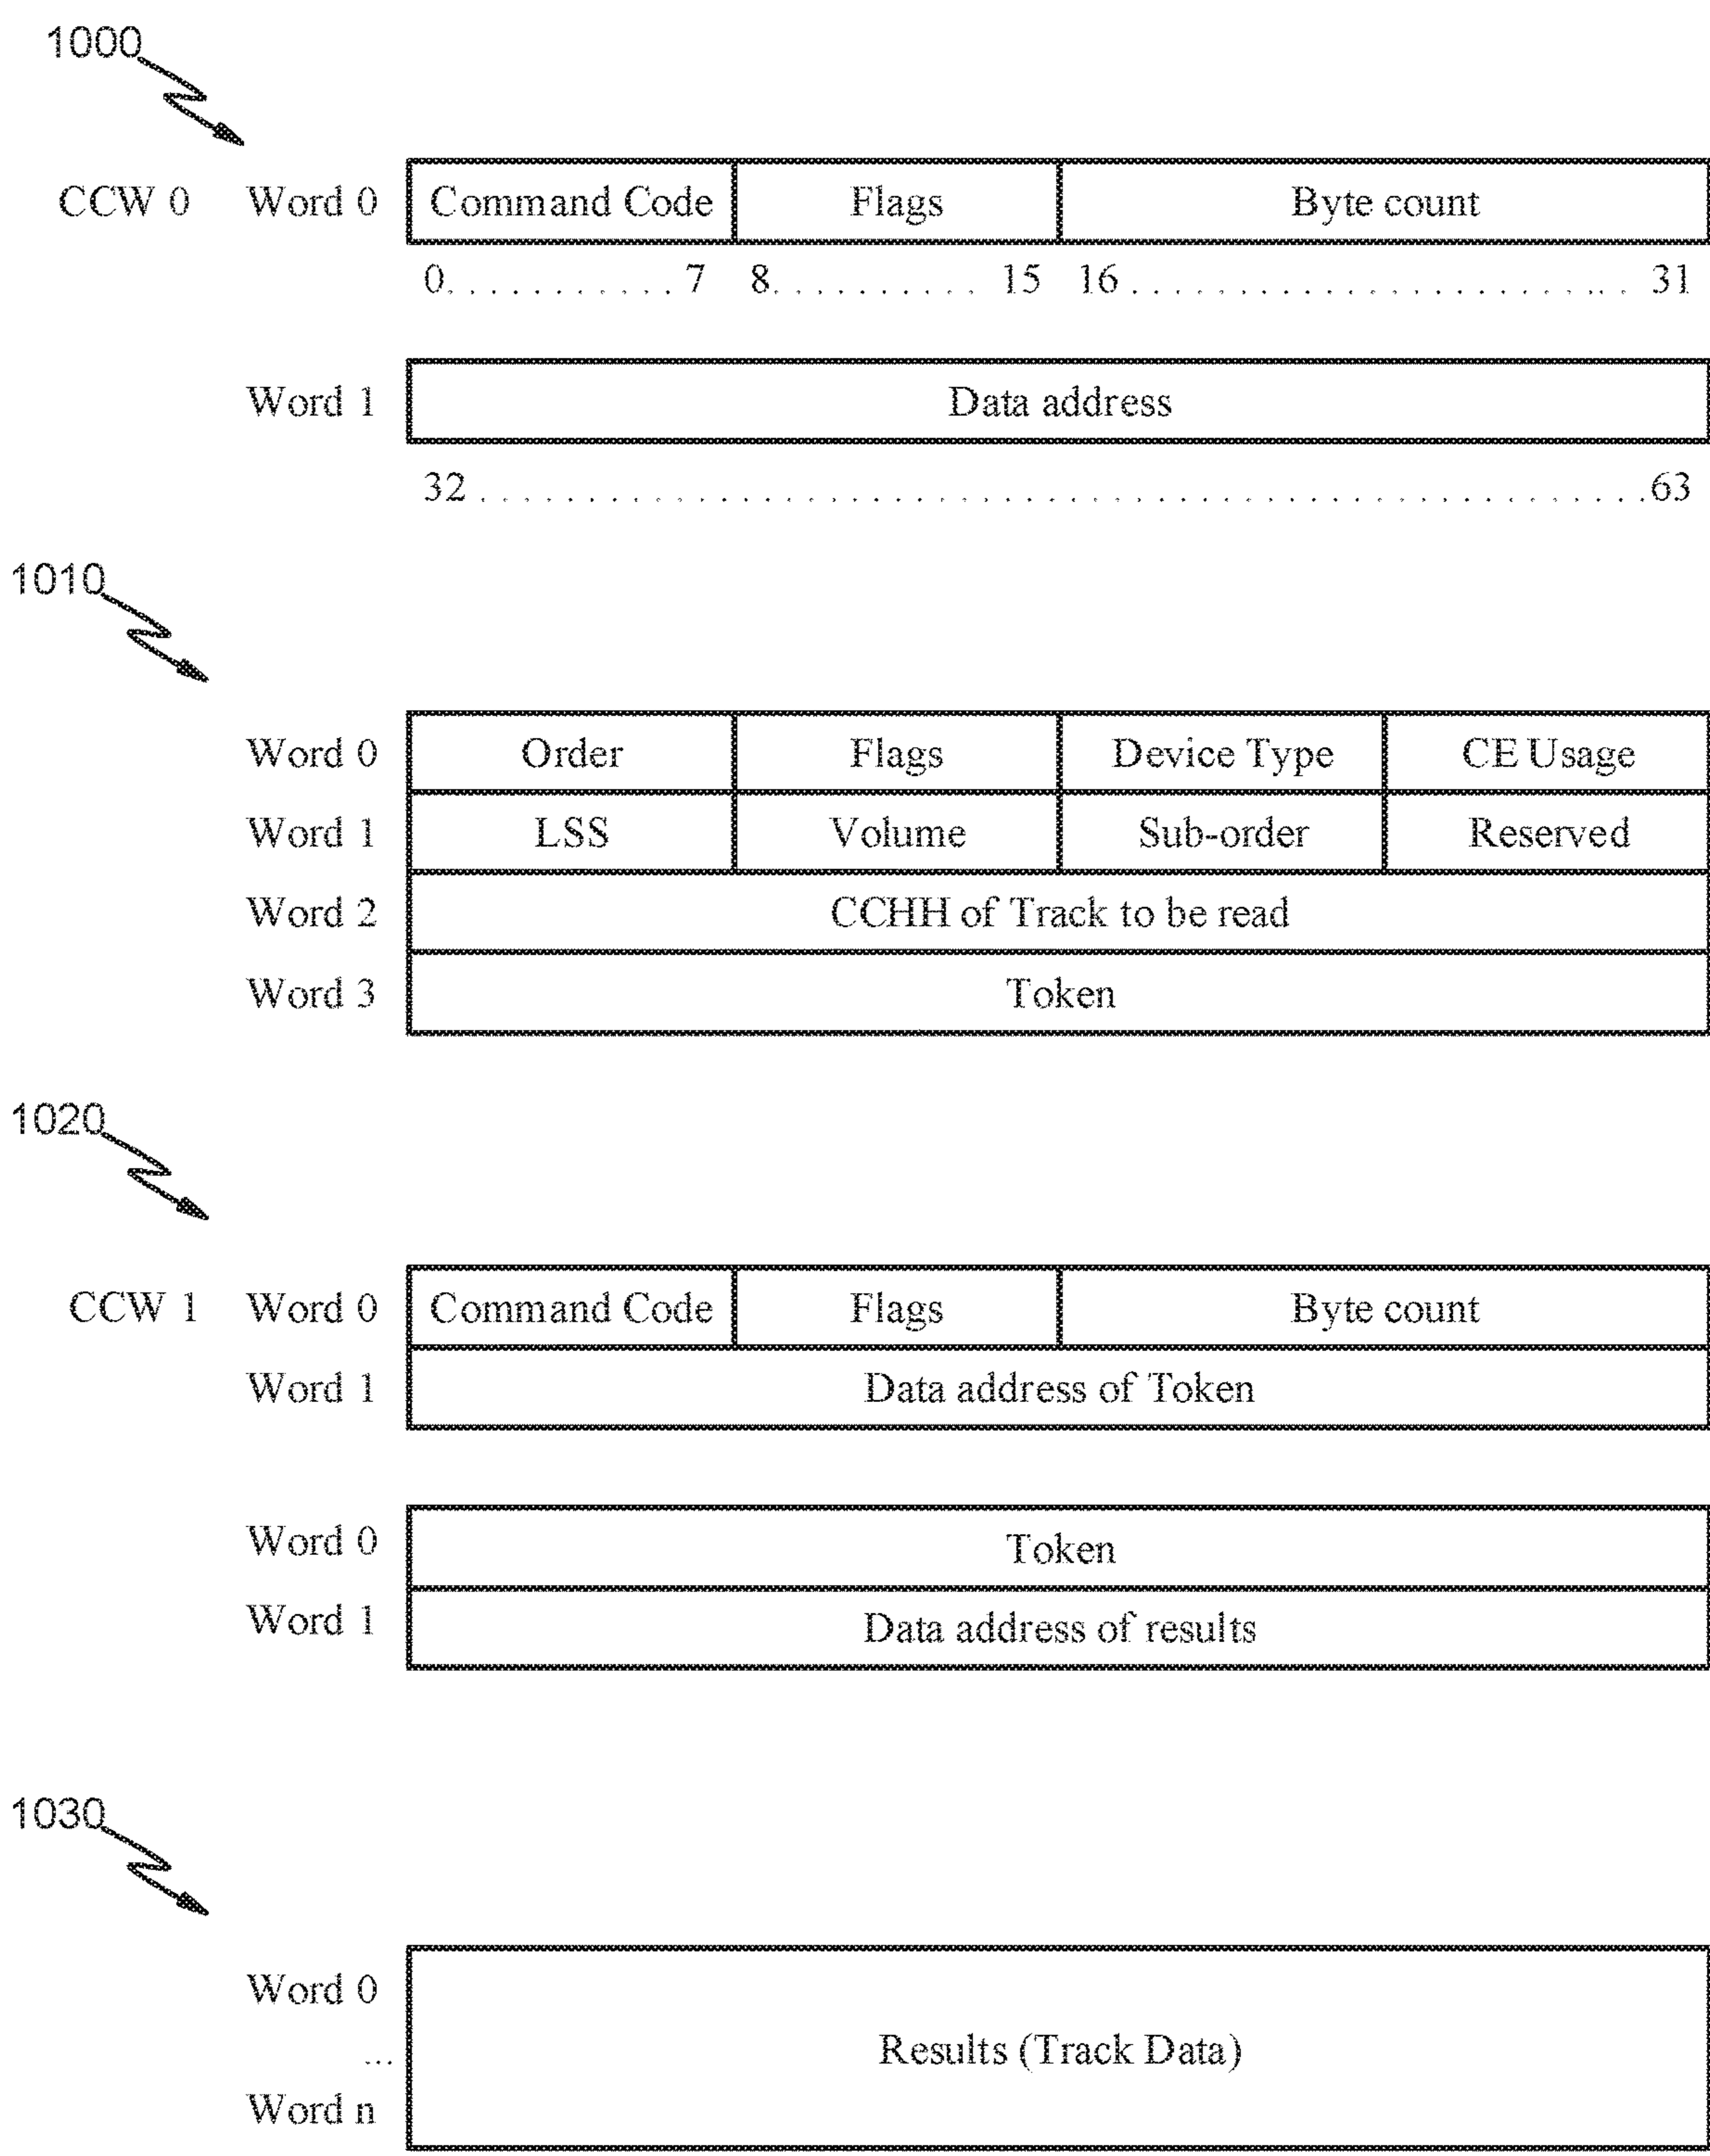 1000
CCW 0 Word 0 Command Code Flags Byte count
0. . . . . . . . . . . 7 8. . . . . . . . . . 15 16 . . . . . . . . . . . . . . . . . . . . . . 31
Word 1 Data address
32 . . . . . . . . . . . . . . . . . . . . . . . . . . . . . . . . . . . . . . . . . 63
1010
Word 0 Order Flags Device Type CE Usage
Word 1 LSS Volume Sub-order Reserved
Word 2 CCHH of Track to be read
Word 3 Token
1020
CCW 1 Word 0 Command Code Flags Byte count
Word 1 Data address of Token
Word 0 Token
Word 1 Data address of results
1030
Word 0
... Results (Track Data)
Word n